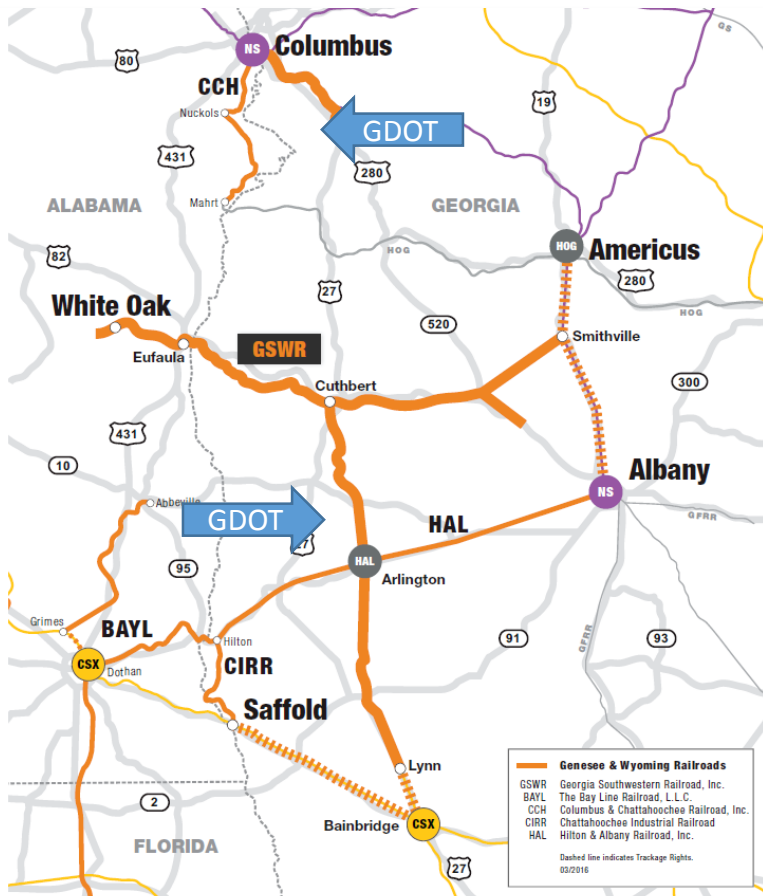 NS
Columbus
GS
80
CCH
19
Nuckols
GDOT
431
280
Mahrt
ALABAMA
GEORGIA
HOG
HOG
Americus
82
27
280
HOG
White Oak
520
Smithville
GSWR
Eufaula
Cuthbert
300
431
10
Albany
NS
Abbeville
GDOT
27
HAL
GFRR
HAL
Arlington
95
Grimes
BAYL
Hilton
91
93
GFRR
CSX
Dothan
CIRR
Saffold
Lynn
2
Bainbridge
CSX
FLORIDA
27
Genesee & Wyoming Railroads
GSWR Georgia Southwestern Railroad, Inc.
BAYL The Bay Line Railroad, L.L.C.
CCH Columbus & Chattahoochee Railroad, Inc.
CIRR Chattahoochee Industrial Railroad
HAL Hilton & Albany Railroad, Inc.
Dashed line indicates Trackage Rights.
03/2016